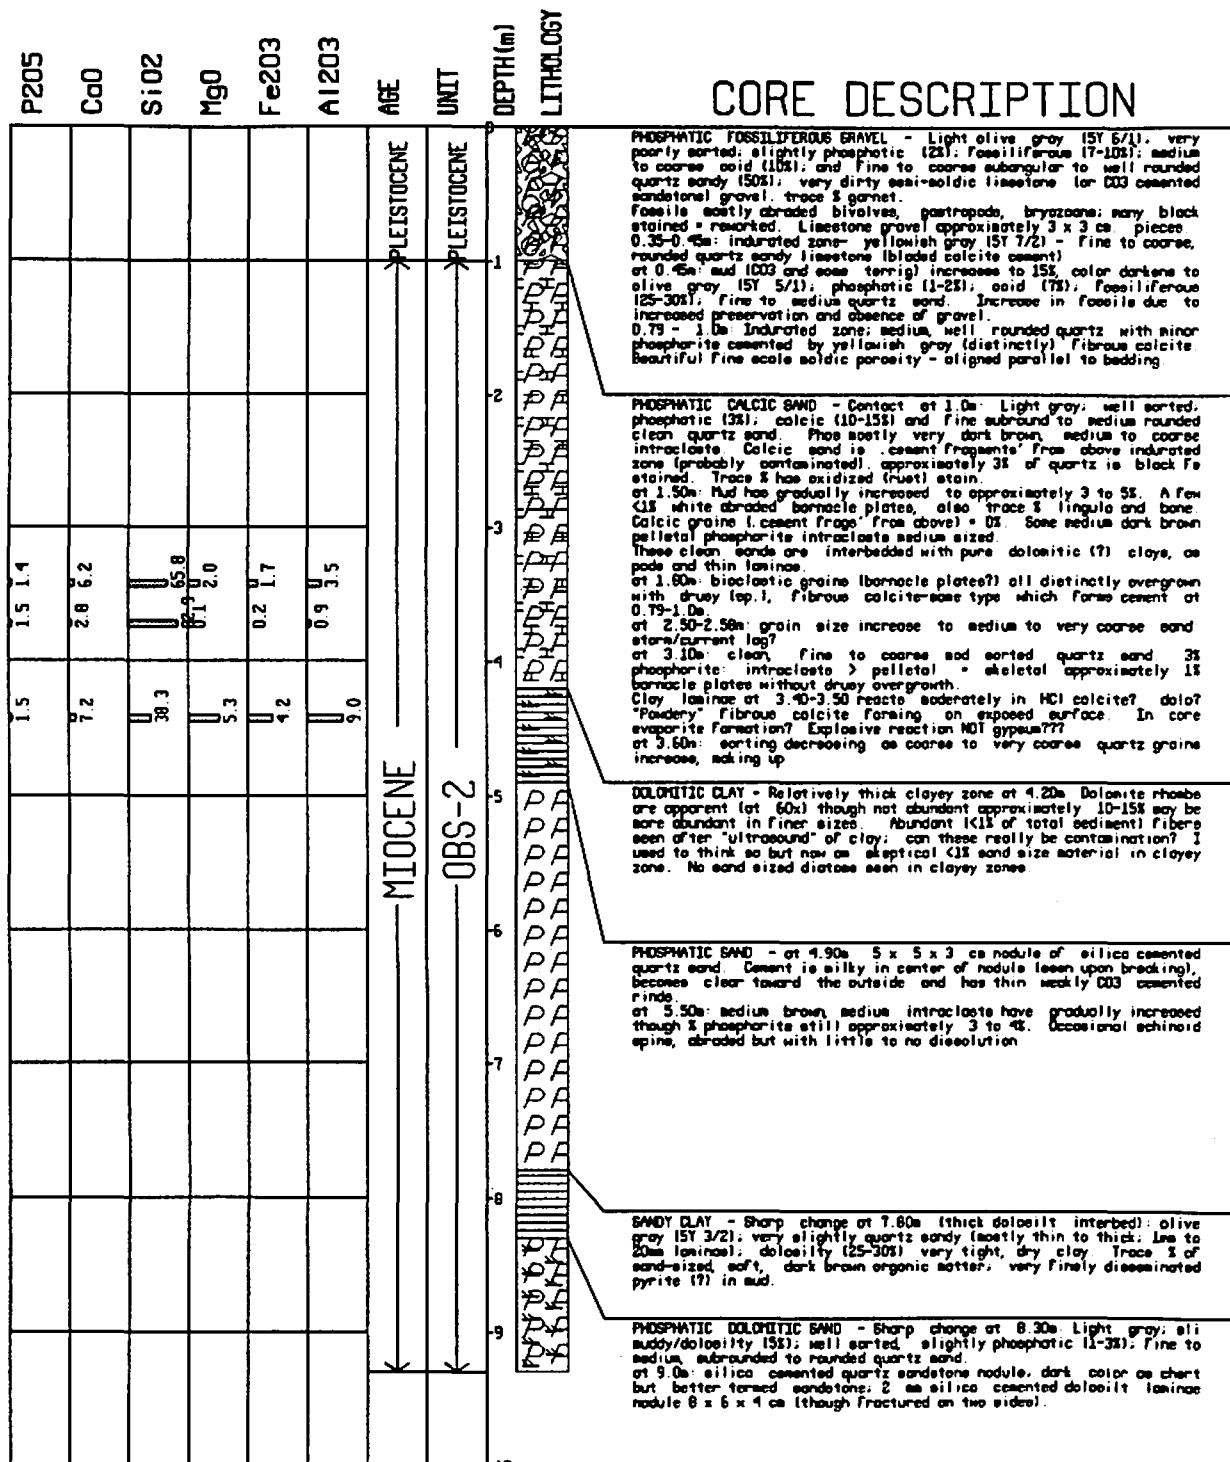 P2O5 CaO SiO2 MgO Fe2O3 Al2O3 AGE UNIT DEPTH(m) LITHOLOGY
CORE DESCRIPTION
0
PLEISTOCENE PLEISTOCENE
1
2
3
4
5
6
7
8
9
MIOCENE OBS-2
1.4 6.2 65.8 2.0 1.7 3.5
1.5 2.8 0.1 0.2 0.9
1.5 7.2 38.3 5.3 4.2 9.0
PHOSPHATIC FOSSILIFEROUS GRAVEL - Light olive gray (5Y 6/1); very
poorly sorted; slightly phosphatic (2%); fossiliferous (7-10%); medium
to coarse ooid (10%); and fine to coarse subangular to well rounded
quartz sandy (50%); very dirty semi-moldic limestone (or CO3 cemented
sandstone) gravel. trace % garnet.
Fossils mostly abraded bivalves, gastropods, bryozoans; many black
stained = reworked. Limestone gravel approximately 3 x 3 cm. pieces.
0.35-0.45m: indurated zone- yellowish gray (5Y 7/2) - fine to coarse,
rounded quartz sandy limestone (bladed calcite cement)
at 0.45m: mud (CO3 and some terrig) increases to 15%, color darkens to
olive gray (5Y 5/1); phosphatic (1-2%); ooid (7%); fossiliferous
(25-30%); fine to medium quartz sand. Increase in fossils due to
increased preservation and absence of gravel.
0.79 - 1.0m: Indurated zone; medium, well rounded quartz with minor
phosphorite cemented by yellowish gray (distinctly) fibrous calcite
Beautiful fine scale moldic porosity - aligned parallel to bedding.
PHOSPHATIC CALCIC SAND - Contact at 1.0m: Light gray; well sorted;
phosphatic (3%); calcic (10-15%) and fine subround to medium rounded
clean quartz sand. Phos mostly very dark brown, medium to coarse
intraclasts. Calcic sand is .cement fragments' from above indurated
zone (probably contaminated). approximately 3% of quartz is black Fe
stained. Trace % has oxidized (rust) stain.
at 1.50m: Mud has gradually increased to approximately 3 to 5%. A few
<1% white abraded barnacle plates, also trace % lingula and bone.
Calcic grains (.cement frags' from above) = 0%. Some medium dark brown
pelletal phosphorite intraclasts medium sized.
These clean sands are interbedded with pure dolomitic (?) clays, as
pods and thin laminae.
at 1.80m: bioclastic grains (barnacle plates?) all distinctly overgrown
with drusy (sp.), fibrous calcite-same type which forms cement at
0.79-1.0m.
at 2.50-2.58m: grain size increase to medium to very coarse sand
storm/current lag?
at 3.10m: clean, fine to coarse mod sorted quartz sand. 3%
phosphorite: intraclasts > pelletal = skeletal approximately 1%
barnacle plates without drusy overgrowth.
Clay laminae at 3.40-3.50 reacts moderately in HCl calcite? dolo?
"Powdery" fibrous calcite forming on exposed surface. In core
evaporite formation? Explosive reaction NOT gypsum???
at 3.60m: sorting decreasing as coarse to very coarse quartz grains
increase, making up
DOLOMITIC CLAY - Relatively thick clayey zone at 4.20m Dolomite rhombs
are apparent (at 60x) though not abundant approximately 10-15% may be
more abundant in finer sizes. Abundant (<1% of total sediment) fibers
seen after "ultrasound" of clay; can these really be contamination? I
used to think so but now am skeptical <1% sand size material in clayey
zone. No sand sized diatoms seen in clayey zones.
PHOSPHATIC SAND - at 4.90m 5 x 5 x 3 cm nodule of silica cemented
quartz sand. Cement is milky in center of nodule (seen upon breaking),
becomes clear toward the outside and has thin weakly CO3 cemented
rinds.
at 5.50m: medium brown, medium intraclasts have gradually increased
though % phosphorite still approximately 3 to 4%. Occasional echinoid
spine, abraded but with little to no dissolution
SANDY CLAY - Sharp change at 7.80m (thick dolosilt interbed): olive
gray (5Y 3/2); very slightly quartz sandy (mostly thin to thick; 1mm to
20mm laminae); dolosilty (25-30%) very tight, dry clay. Trace % of
sand-sized, soft, dark brown organic matter; very finely disseminated
pyrite (?) in mud.
PHOSPHATIC DOLOMITIC SAND - Sharp change at 8.30m: Light gray; sli
muddy/dolosilty (5%); well sorted, slightly phosphatic (1-3%); fine to
medium, subrounded to rounded quartz sand.
at 9.0m: silica cemented quartz sandstone nodule, dark color as chert
but better termed sandstone; 2 mm silica cemented dolosilt laminae
nodule 8 x 6 x 4 cm (though fractured on two sides).